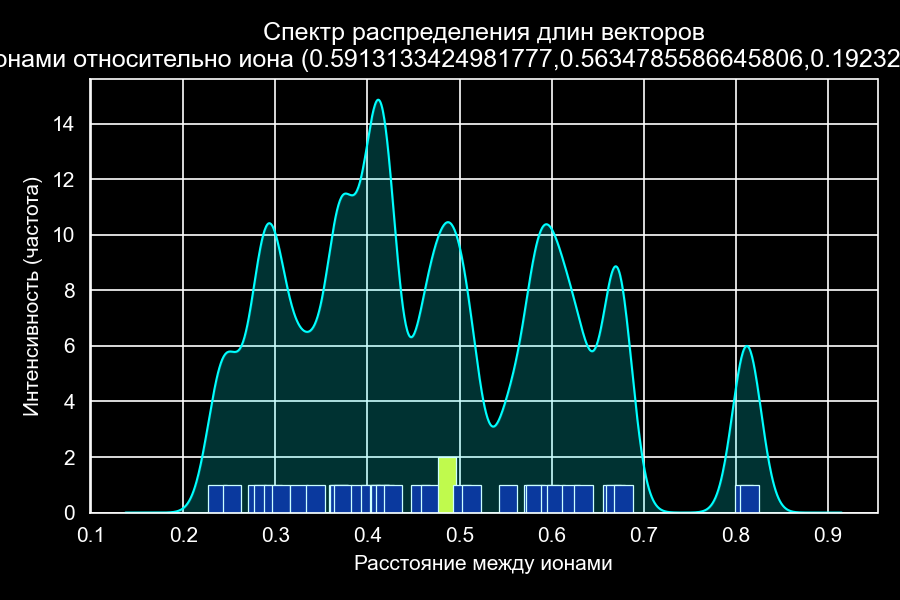 Спектр распределения длин векторов
онами относительно иона (0.5913133424981777,0.5634785586645806,0.19232
Интенсивность (частота)
14
12
10
8
6
4
2
0
0.1 0.2 0.3 0.4 0.5 0.6 0.7 0.8 0.9
Расстояние между ионами